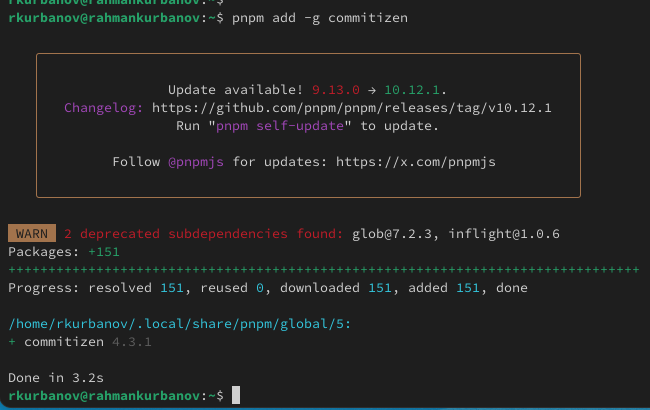 rkurbanov@rahmankurbanov:~$
rkurbanov@rahmankurbanov:~$ pnpm add -g commitizen
Update available! 9.13.0 → 10.12.1.
Changelog: https://github.com/pnpm/pnpm/releases/tag/v10.12.1
Run "pnpm self-update" to update.
Follow @pnpmjs for updates: https://x.com/pnpmjs
WARN 2 deprecated subdependencies found: glob@7.2.3, inflight@1.0.6
Packages: +151
+++++++++++++++++++++++++++++++++++++++++++++++++++++++++++++++++++++++++++++++
Progress: resolved 151, reused 0, downloaded 151, added 151, done
/home/rkurbanov/.local/share/pnpm/global/5:
+ commitizen 4.3.1
Done in 3.2s
rkurbanov@rahmankurbanov:~$